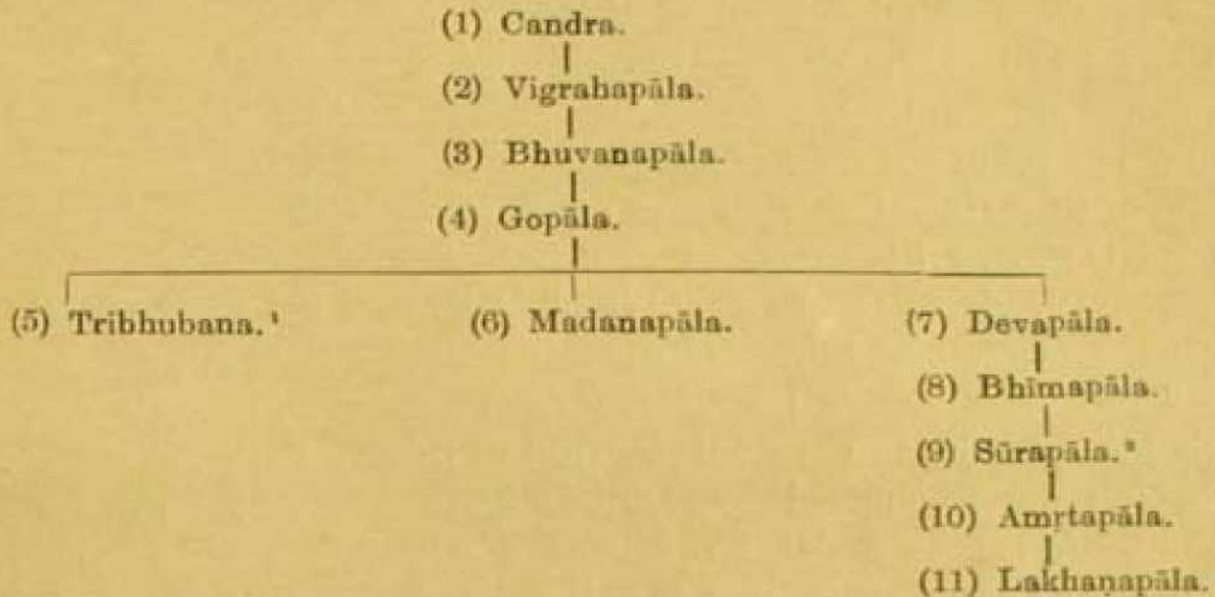 (1) Candra.
(2) Vigrahapāla.
(3) Bhuvanapāla.
(4) Gopāla.
(5) Tribhubana.¹ (6) Madanapāla. (7) Devapāla.
(8) Bhīmapāla.
(9) Sūrapāla.²
(10) Amṛtapāla.
(11) Lakhaṇapāla.